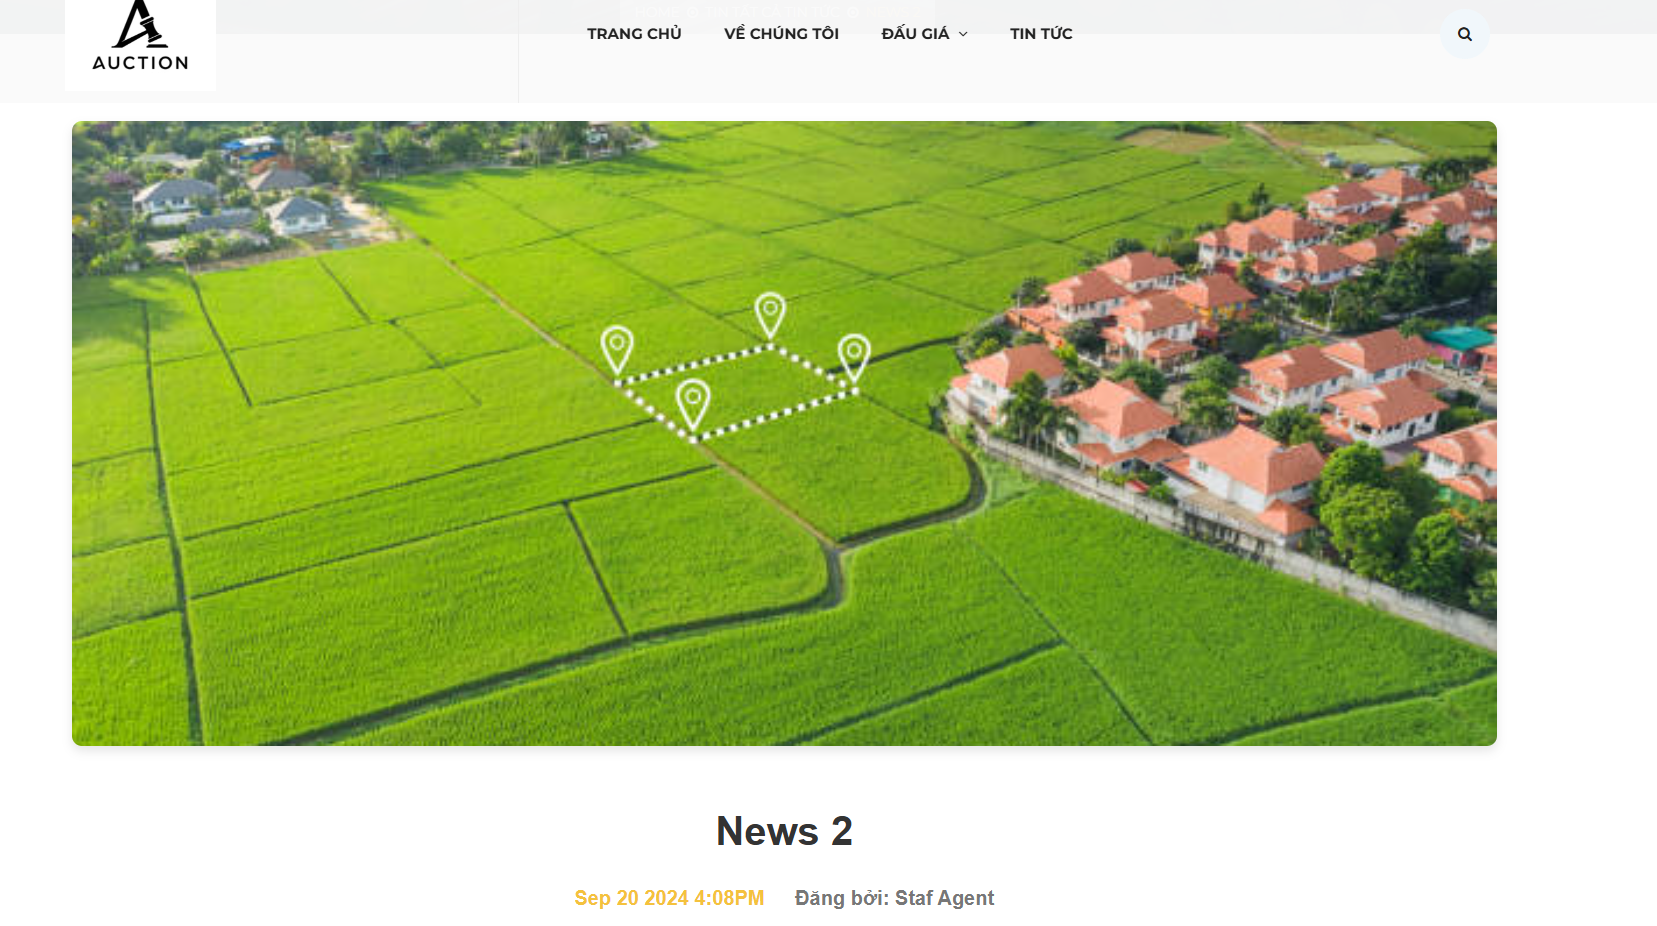 AUCTION
TRANG CHỦ VỀ CHÚNG TÔI ĐẤU GIÁ TIN TỨC
News 2
Sep 20 2024 4:08PM Đăng bởi: Staf Agent